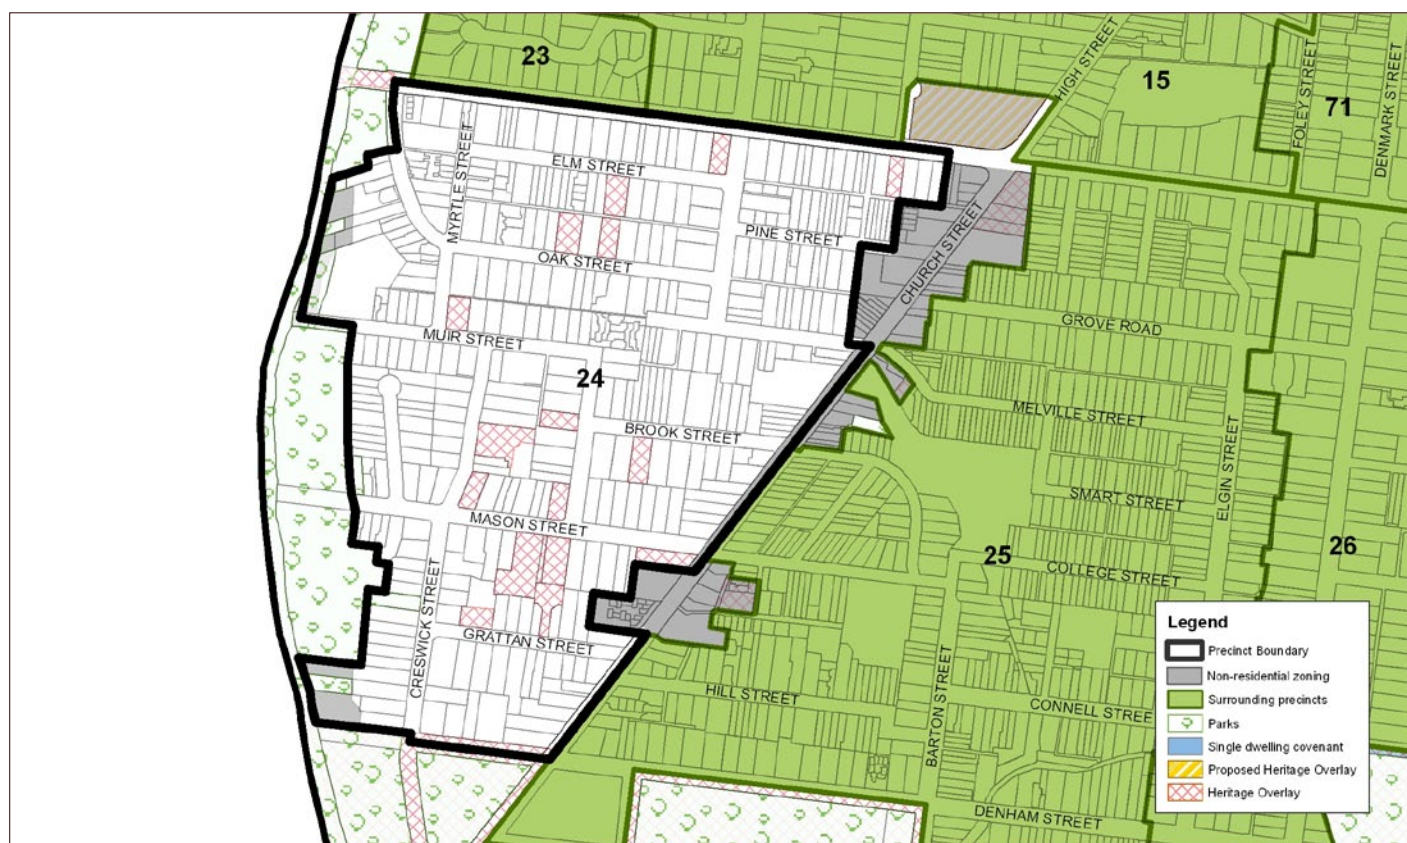 23
HIGH STREET
15
FOLEY STREET
71
DENMARK STREET
MYRTLE STREET
ELM STREET
PINE STREET
CHURCH STREET
OAK STREET
GROVE ROAD
MUIR STREET
24
MELVILLE STREET
BROOK STREET
ELGIN STREET
SMART STREET
MASON STREET
25
26
COLLEGE STREET
CRESWICK STREET
GRATTAN STREET
BARTON STREET
HILL STREET
CONNELL STREE
DENHAM STREET
Legend
Precinct Boundary
Non-residential zoning
Surrounding precincts
Parks
Single dwelling covenant
Proposed Heritage Overlay
Heritage Overlay